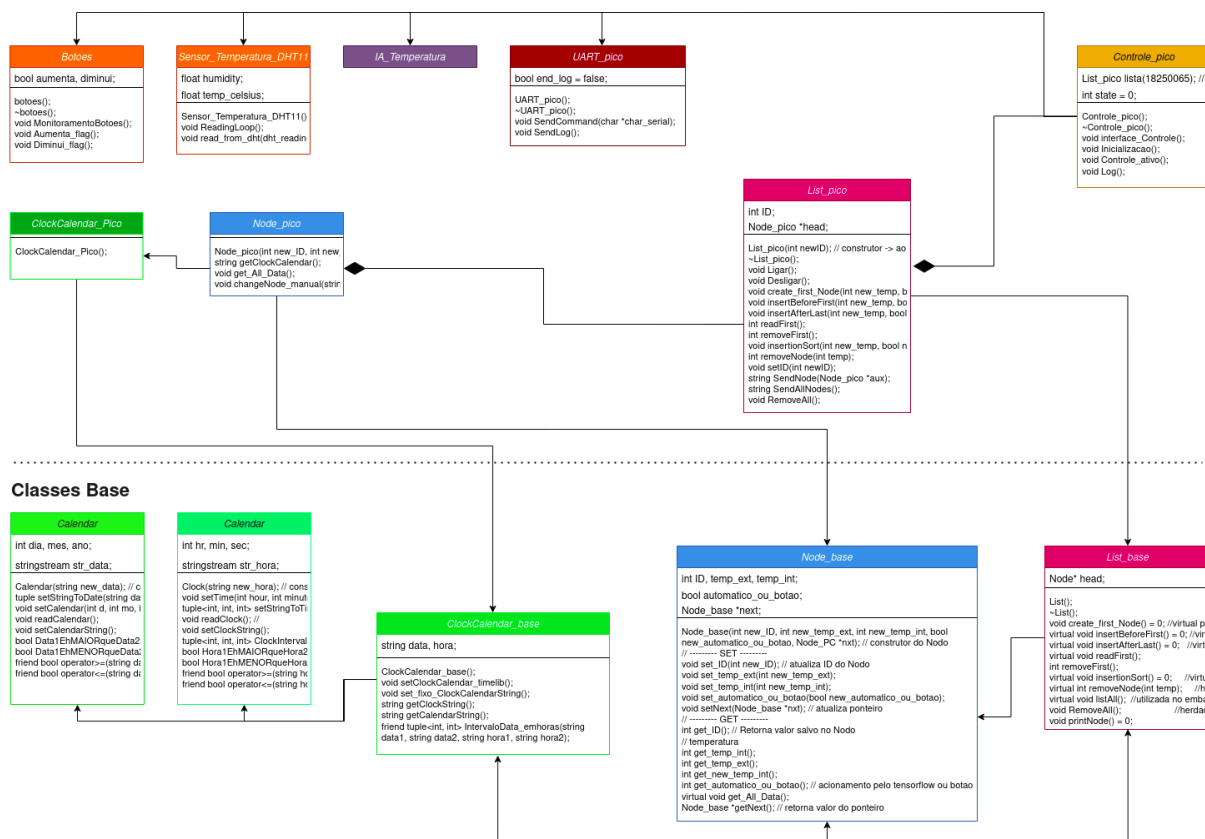 Botoes
bool aumenta, diminui;
botoes();
~botoes();
void MonitoramentoBotoes();
void Aumenta_flag();
void Diminui_flag();
Sensor_Temperatura_DHT11
float humidity;
float temp_celsius;
Sensor_Temperatura_DHT11()
void ReadingLoop();
void read_from_dht(dht_readin
IA_Temperatura
UART_pico
bool end_log = false;
UART_pico();
~UART_pico();
void SendCommand(char *char_serial);
void SendLog();
Controle_pico
List_pico lista(18250065); //
int state = 0;
Controle_pico();
~Controle_pico();
void interface_Controle();
void Inicializacao();
void Controle_ativo();
void Log();
ClockCalendar_Pico
ClockCalendar_Pico();
Node_pico
Node_pico(int new_ID, int new_
string getClockCalendar();
void get_All_Data();
void changeNode_manual(strin
List_pico
int ID;
Node_pico *head;
List_pico(int newID); // construtor -> ao
~List_pico();
void Ligar();
void Desligar();
void create_first_Node(int new_temp, b
void insertBeforeFirst(int new_temp, bo
void insertAfterLast(int new_temp, bool
int readFirst();
int removeFirst();
void insertionSort(int new_temp, bool n
int removeNode(int temp);
void setID(int newID);
string SendNode(Node_pico *aux);
string SendAllNodes();
void RemoveAll();
Classes Base
Calendar
int dia, mes, ano;
stringstream str_data;
Calendar(string new_data); // c
tuple setStringToDate(string da
void setCalendar(int d, int mo, i
void readCalendar();
void setCalendarString();
bool Data1EhMAIORqueData2
bool Data1EhMENORqueData2
friend bool operator>=(string da
friend bool operator<=(string da
Calendar
int hr, min, sec;
stringstream str_hora;
Clock(string new_hora); // cons
void setTime(int hour, int minut
tuple<int, int, int> setStringToTi
void readClock(); //
void setClockString();
tuple<int, int, int> ClockInterval
bool Hora1EhMAIORqueHora2
bool Hora1EhMENORqueHora
friend bool operator>=(string ho
friend bool operator<=(string ho
ClockCalendar_base
string data, hora;
ClockCalendar_base();
void setClockCalendar_timelib();
void set_fixo_ClockCalendarString();
string getClockString();
string getCalendarString();
friend tuple<int, int> IntervaloData_emhoras(string
data1, string data2, string hora1, string hora2);
Node_base
int ID, temp_ext, temp_int;
bool automatico_ou_botao;
Node_base *next;
Node_base(int new_ID, int new_temp_ext, int new_temp_int, bool
new_automatico_ou_botao, Node_PC *nxt); // construtor do Nodo
// --------- SET ---------
void set_ID(int new_ID); // atualiza ID do Nodo
void set_temp_ext(int new_temp_ext);
void set_temp_int(int new_temp_int);
void set_automatico_ou_botao(bool new_automatico_ou_botao);
void setNext(Node_base *nxt); // atualiza ponteiro
// --------- GET ---------
int get_ID(); // Retorna valor salvo no Nodo
// temperatura
int get_temp_int();
int get_temp_ext();
int get_new_temp_int();
int get_automatico_ou_botao(); // acionamento pelo tensorflow ou botao
virtual void get_All_Data();
Node_base *getNext(); // retorna valor do ponteiro
List_base
Node* head;
List();
~List();
void create_first_Node() = 0; //virtual p
virtual void insertBeforeFirst() = 0; //vir
virtual void insertAfterLast() = 0; //virt
virtual void readFirst();
int removeFirst();
virtual void insertionSort() = 0; //virtu
virtual int removeNode(int temp); //h
virtual void listAll(); //utilizada no emba
void RemoveAll(); //herdad
void printNode() = 0;